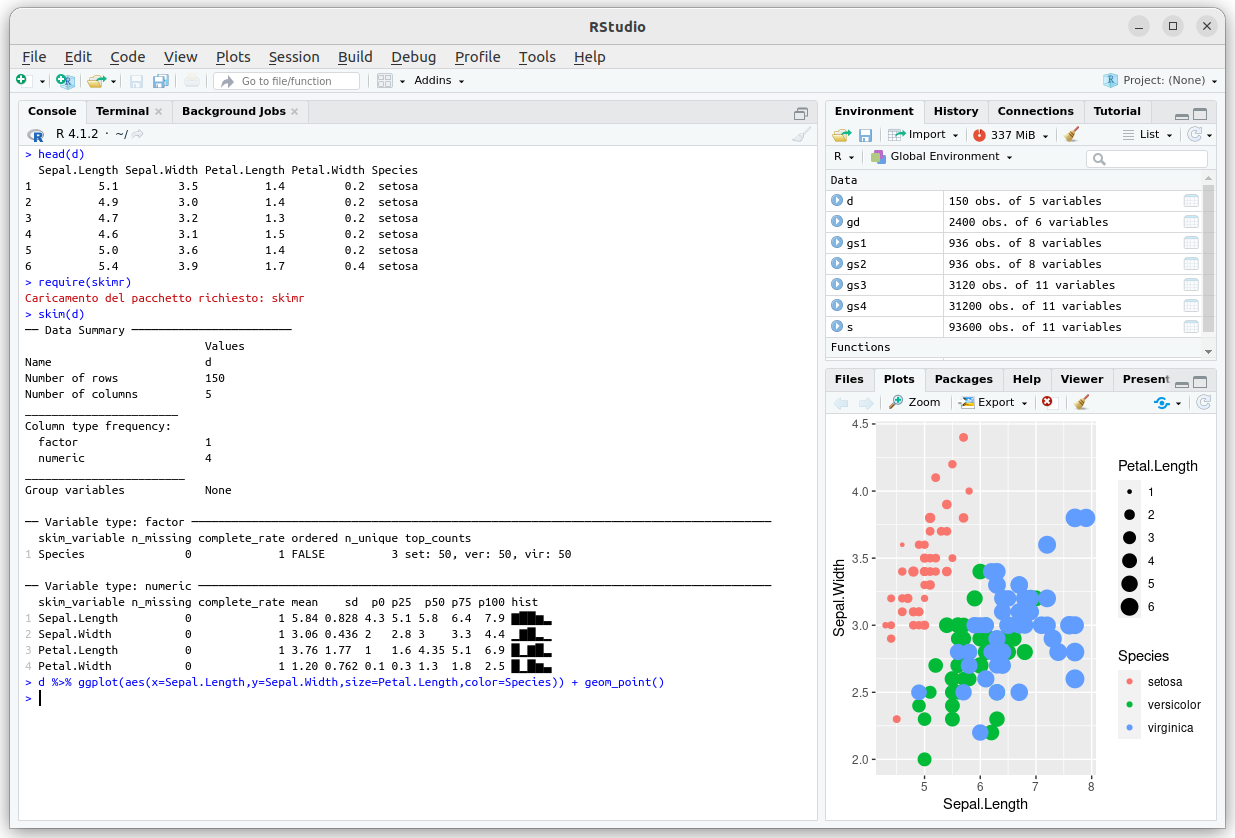 RStudio
File Edit Code View Plots Session Build Debug Profile Tools Help
Go to file/function Addins Project: (None)
Console Terminal Background Jobs
R 4.1.2 · ~/
> head(d)
  Sepal.Length Sepal.Width Petal.Length Petal.Width Species
1          5.1         3.5          1.4         0.2  setosa
2          4.9         3.0          1.4         0.2  setosa
3          4.7         3.2          1.3         0.2  setosa
4          4.6         3.1          1.5         0.2  setosa
5          5.0         3.6          1.4         0.2  setosa
6          5.4         3.9          1.7         0.4  setosa
> require(skimr)
Caricamento del pacchetto richiesto: skimr
> skim(d)
── Data Summary ────────────────────────
Values
Name d
Number of rows 150
Number of columns 5
_______________________
Column type frequency:
factor 1
numeric 4
________________________
Group variables None
── Variable type: factor ────────────────────────
skim_variable n_missing complete_rate ordered n_unique top_counts
1 Species 0 1 FALSE 3 set: 50, ver: 50, vir: 50
── Variable type: numeric ────────────────────────
skim_variable n_missing complete_rate mean sd p0 p25 p50 p75 p100 hist
1 Sepal.Length 0 1 5.84 0.828 4.3 5.1 5.8 6.4 7.9 ▆▇▇▅▂
2 Sepal.Width 0 1 3.06 0.436 2 2.8 3 3.3 4.4 ▁▆▇▂▁
3 Petal.Length 0 1 3.76 1.77 1 1.6 4.35 5.1 6.9 ▇▁▆▇▂
4 Petal.Width 0 1 1.20 0.762 0.1 0.3 1.3 1.8 2.5 ▇▁▇▅▃
> d %>% ggplot(aes(x=Sepal.Length,y=Sepal.Width,size=Petal.Length,color=Species)) + geom_point()
>
Environment History Connections Tutorial
Import 337 MiB List
R Global Environment
Data
d 150 obs. of 5 variables
gd 2400 obs. of 6 variables
gs1 936 obs. of 8 variables
gs2 936 obs. of 8 variables
gs3 3120 obs. of 11 variables
gs4 31200 obs. of 11 variables
s 93600 obs. of 11 variables
Functions
Files Plots Packages Help Viewer Present
Zoom Export
4.5
4.0
3.5
3.0
2.5
2.0
Sepal.Width
5 6 7 8
Sepal.Length
Petal.Length
1
2
3
4
5
6
Species
setosa
versicolor
virginica